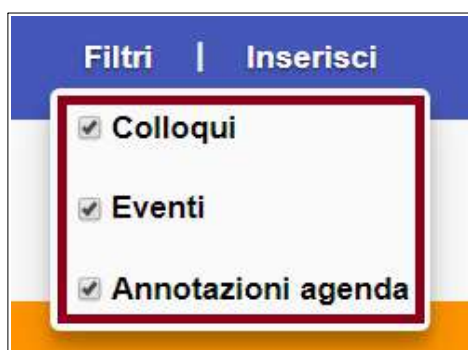 Filtri | Inserisci
Colloqui
Eventi
Annotazioni agenda